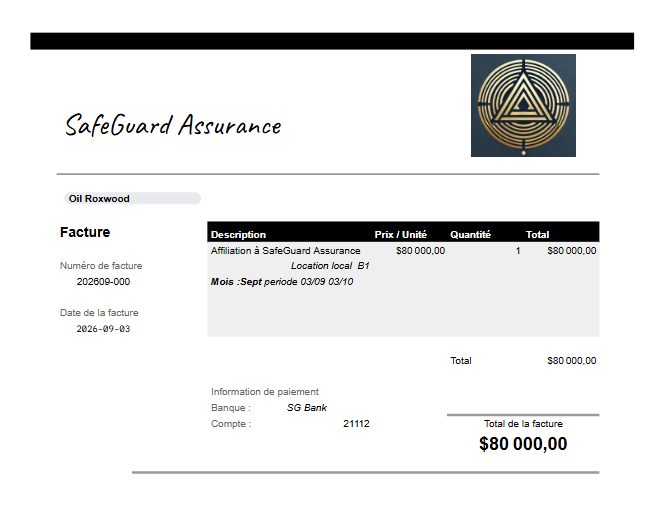 SafeGuard Assurance
Oil Roxwood
Facture
Numéro de facture
202609-000
Date de la facture
2026-09-03
Description Prix / Unité Quantité Total
Affiliation à SafeGuard Assurance $80 000,00 1 $80 000,00
Location local B1
Mois :Sept periode 03/09 03/10
Total $80 000,00
Information de paiement
Banque : SG Bank
Compte : 21112
Total de la facture
$80 000,00